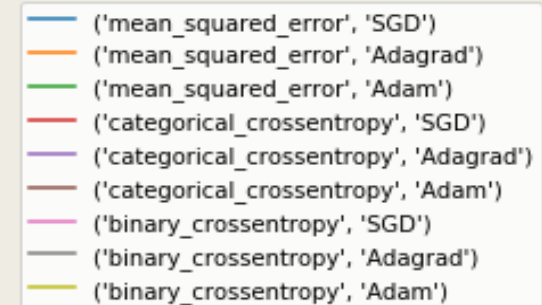 ('mean_squared_error', 'SGD')
('mean_squared_error', 'Adagrad')
('mean_squared_error', 'Adam')
('categorical_crossentropy', 'SGD')
('categorical_crossentropy', 'Adagrad')
('categorical_crossentropy', 'Adam')
('binary_crossentropy', 'SGD')
('binary_crossentropy', 'Adagrad')
('binary_crossentropy', 'Adam')